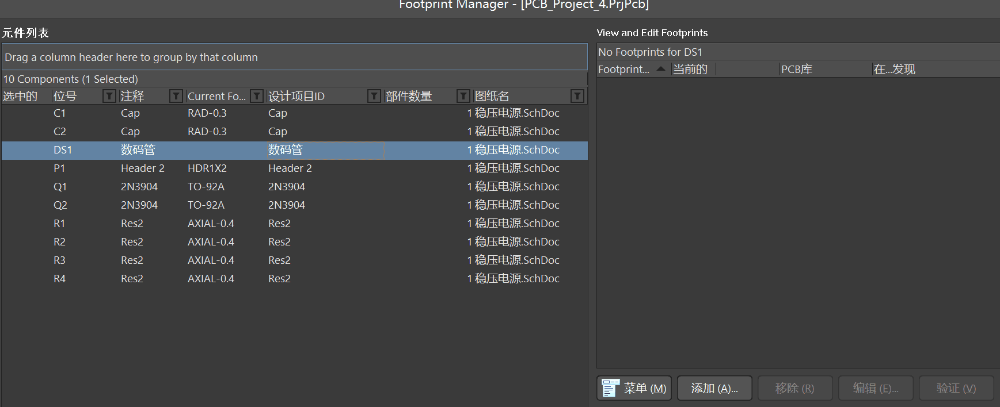 Footprint Manager - [PCB_Project_4.PrjPcb]
元件列表
Drag a column header here to group by that column
10 Components (1 Selected)
选中的 位号 注释 Current Fo... 设计项目ID 部件数量 图纸名
C1 Cap RAD-0.3 Cap 1 稳压电源.SchDoc
C2 Cap RAD-0.3 Cap 1 稳压电源.SchDoc
DS1 数码管 数码管 1 稳压电源.SchDoc
P1 Header 2 HDR1X2 Header 2 1 稳压电源.SchDoc
Q1 2N3904 TO-92A 2N3904 1 稳压电源.SchDoc
Q2 2N3904 TO-92A 2N3904 1 稳压电源.SchDoc
R1 Res2 AXIAL-0.4 Res2 1 稳压电源.SchDoc
R2 Res2 AXIAL-0.4 Res2 1 稳压电源.SchDoc
R3 Res2 AXIAL-0.4 Res2 1 稳压电源.SchDoc
R4 Res2 AXIAL-0.4 Res2 1 稳压电源.SchDoc
View and Edit Footprints
No Footprints for DS1
Footprint... 当前的 PCB库 在...发现
菜单 (M) 添加 (A)... 移除 (R) 编辑 (E)... 验证 (V)